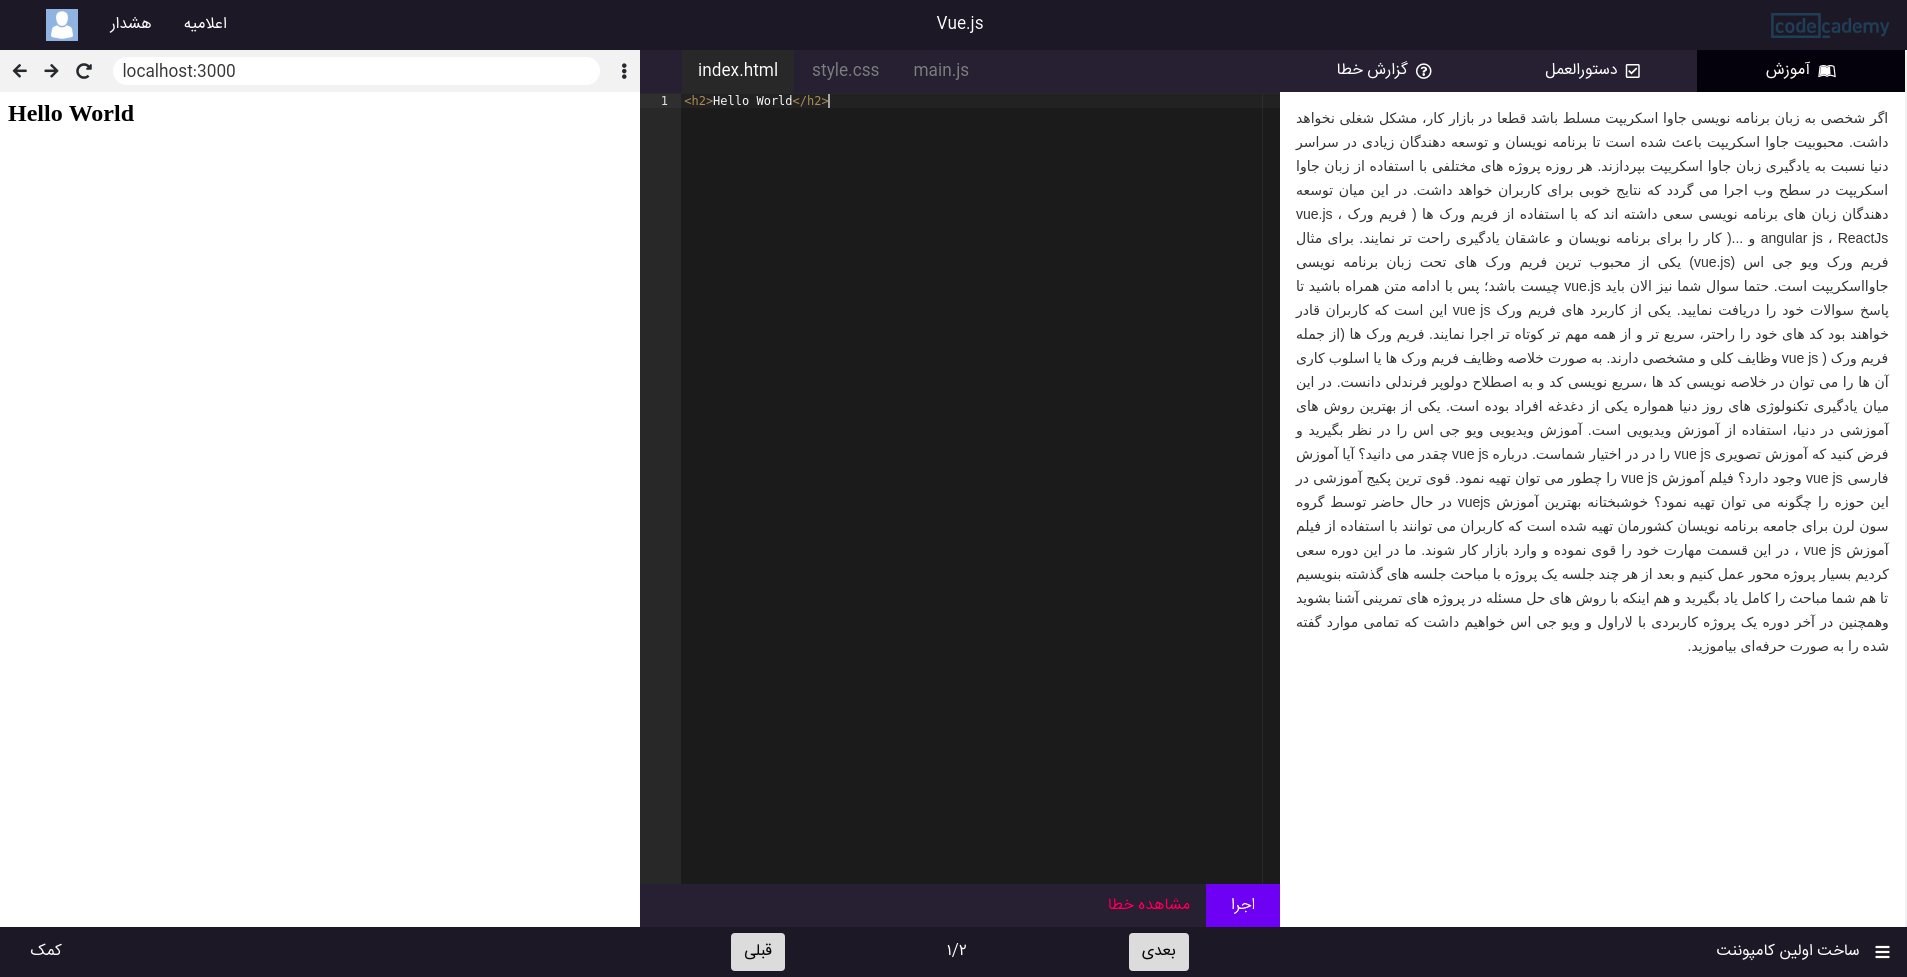 codecademy
Vue.js
اعلامیه
هشدار
آموزش
دستورالعمل
گزارش خطا
index.html
style.css
main.js
localhost:3000
اگر شخصی به زبان برنامه نویسی جاوا اسکریپت مسلط باشد قطعا در بازار کار، مشکل شغلی نخواهد
داشت. محبوبیت جاوا اسکریپت باعث شده است تا برنامه نویسان و توسعه دهندگان زیادی در سراسر
دنیا نسبت به یادگیری زبان جاوا اسکریپت بپردازند. هر روزه پروژه های مختلفی با استفاده از زبان جاوا
اسکریپت در سطح وب اجرا می گردد که نتایج خوبی برای کاربران خواهد داشت. در این میان توسعه
دهندگان زبان های برنامه نویسی سعی داشته اند که با استفاده از فریم ورک ها ( فریم ورک vue.js ،
angular js ، ReactJs و ...( کار را برای برنامه نویسان و عاشقان یادگیری راحت تر نمایند. برای مثال
فریم ورک ویو جی اس (vue.js) یکی از محبوب ترین فریم ورک های تحت زبان برنامه نویسی
جاوااسکریپت است. حتما سوال شما نیز الان باید vue.js چیست باشد؛ پس با ادامه متن همراه باشید تا
پاسخ سوالات خود را دریافت نمایید. یکی از کاربرد های فریم ورک vue js این است که کاربران قادر
خواهند بود کد های خود را راحتر، سریع تر و از همه مهم تر کوتاه تر اجرا نمایند. فریم ورک ها (از جمله
فریم ورک vue js ( وظایف کلی و مشخصی دارند. به صورت خلاصه وظایف فریم ورک ها یا اسلوب کاری
آن ها را می توان در خلاصه نویسی کد ها ،سریع نویسی کد و به اصطلاح دولوپر فرندلی دانست. در این
میان یادگیری تکنولوژی های روز دنیا همواره یکی از دغدغه افراد بوده است. یکی از بهترین روش های
آموزشی در دنیا، استفاده از آموزش ویدیویی است. آموزش ویدیویی ویو جی اس را در نظر بگیرید و
فرض کنید که آموزش تصویری vue js را در در اختیار شماست. درباره vue js چقدر می دانید؟ آیا آموزش
فارسی vue js وجود دارد؟ فیلم آموزش vue js را چطور می توان تهیه نمود. قوی ترین پکیج آموزشی در
این حوزه را چگونه می توان تهیه نمود؟ خوشبختانه بهترین آموزش vuejs در حال حاضر توسط گروه
سون لرن برای جامعه برنامه نویسان کشورمان تهیه شده است که کاربران می توانند با استفاده از فیلم
آموزش vue js ، در این قسمت مهارت خود را قوی نموده و وارد بازار کار شوند. ما در این دوره سعی
کردیم بسیار پروژه محور عمل کنیم و بعد از هر چند جلسه یک پروژه با مباحث جلسه های گذشته بنویسیم
تا هم شما مباحث را کامل یاد بگیرید و هم اینکه با روش های حل مسئله در پروژه های تمرینی آشنا بشوید
وهمچنین در آخر دوره یک پروژه کاربردی با لاراول و ویو جی اس خواهیم داشت که تمامی موارد گفته
شده را به صورت حرفه‌ای بیاموزید.
1 <h2>Hello World</h2>
Hello World
اجرا
مشاهده خطا
ساخت اولین کامپوننت
بعدی
۱/۲
قبلی
کمک